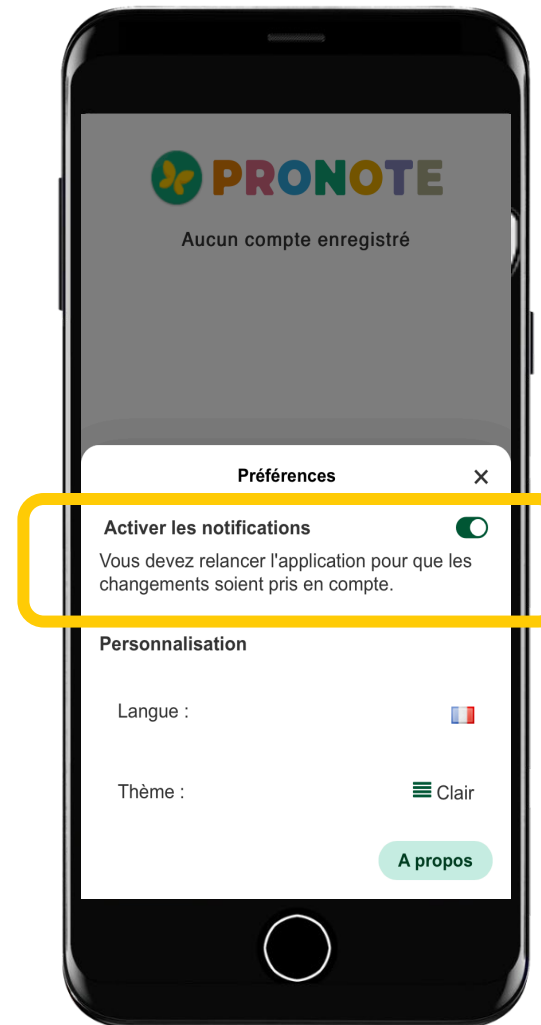 PRONOTE
Aucun compte enregistré
Préférences
Activer les notifications
Vous devez relancer l'application pour que les
changements soient pris en compte.
Personnalisation
Langue :
Thème :
Clair
A propos